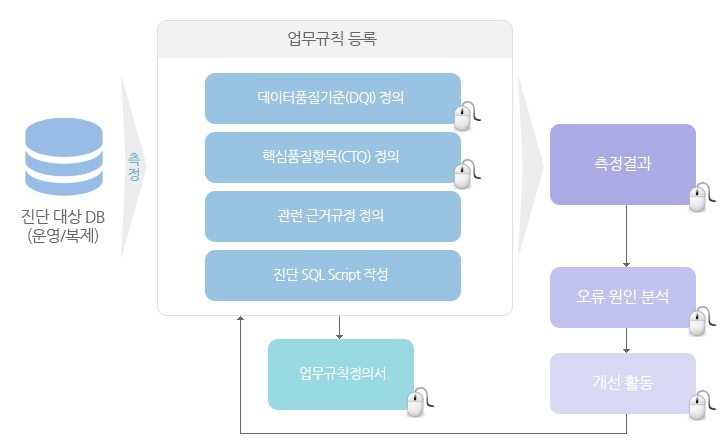 업무규칙 등록
데이터품질기준(DQI) 정의
핵심품질항목(CTQ) 정의
관련 근거규정 정의
진단 SQL Script 작성
측
정
진단 대상 DB
(운영/복제)
업무규칙정의서
측정결과
오류 원인 분석
개선 활동